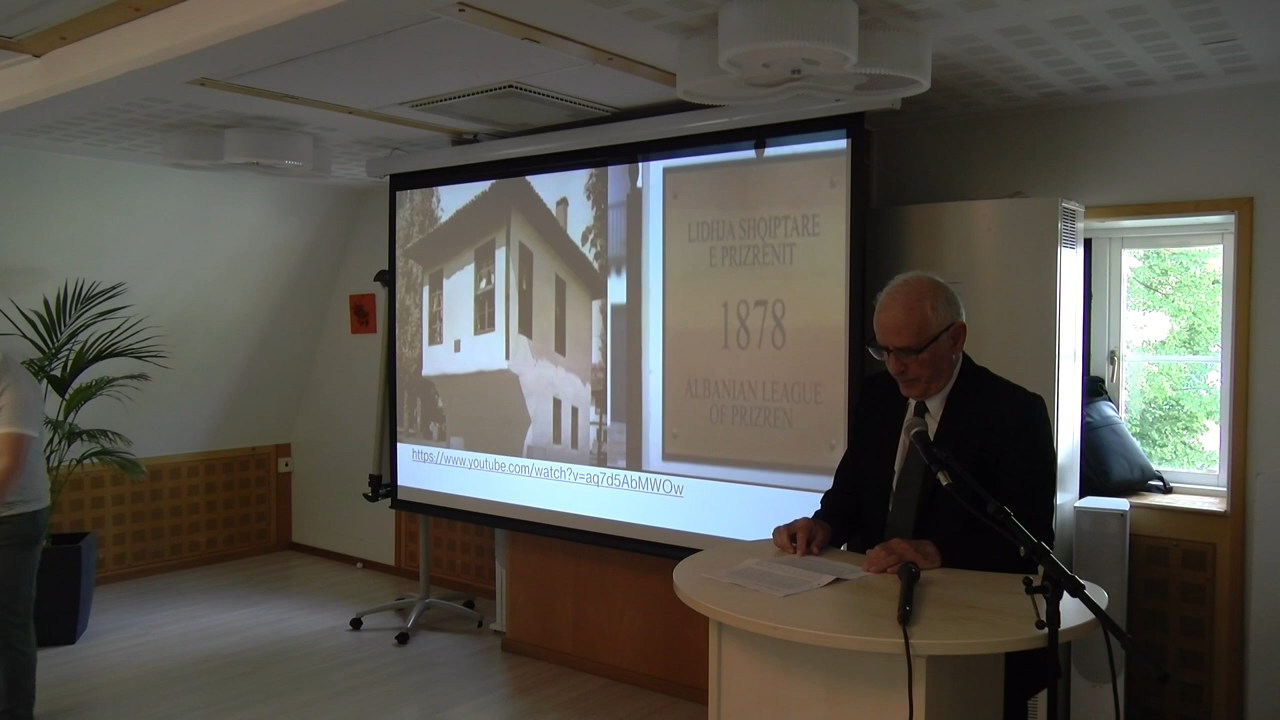 LIDHJA SHQIPTARE
E PRIZRENIT
1878
ALBANIAN LEAGUE
OF PRIZREN
https://www.youtube.com/watch?v=aq7d5AbMWOw